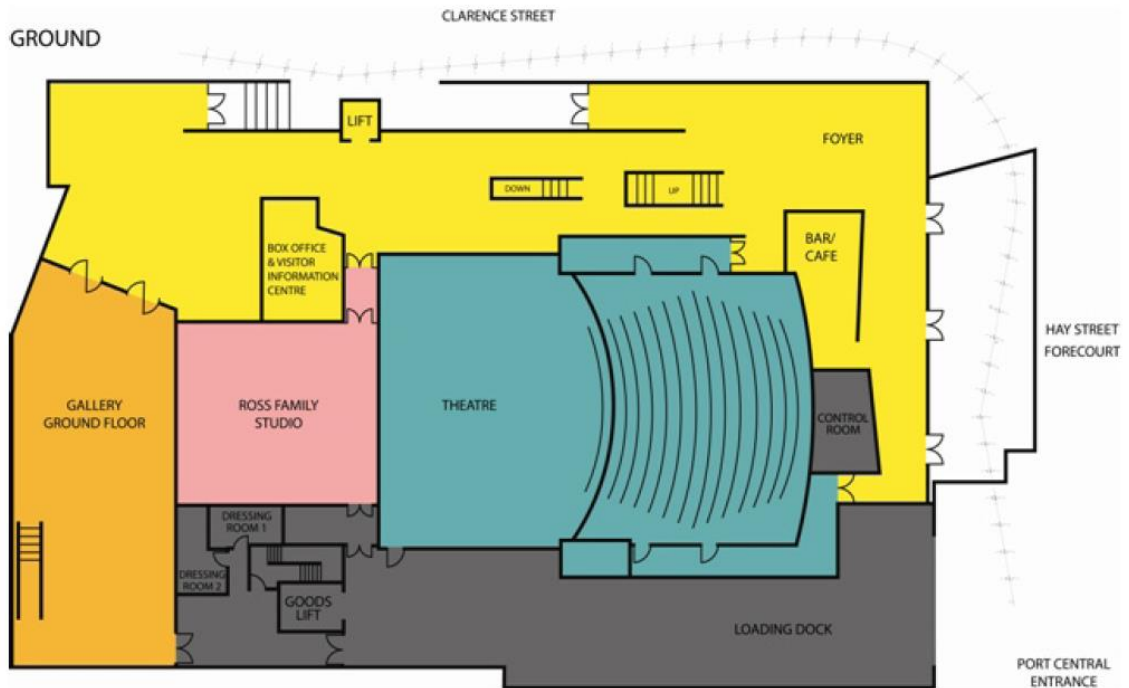 CLARENCE STREET
GROUND
LIFT
FOYER
DOWN
UP
BOX OFFICE
& VISITOR
INFORMATION
CENTRE
BAR/
CAFE
HAY STREET
FORECOURT
GALLERY
GROUND FLOOR
ROSS FAMILY
STUDIO
THEATRE
CONTROL
ROOM
DRESSING
ROOM 1
DRESSING
ROOM 2
GOODS
LIFT
LOADING DOCK
PORT CENTRAL
ENTRANCE